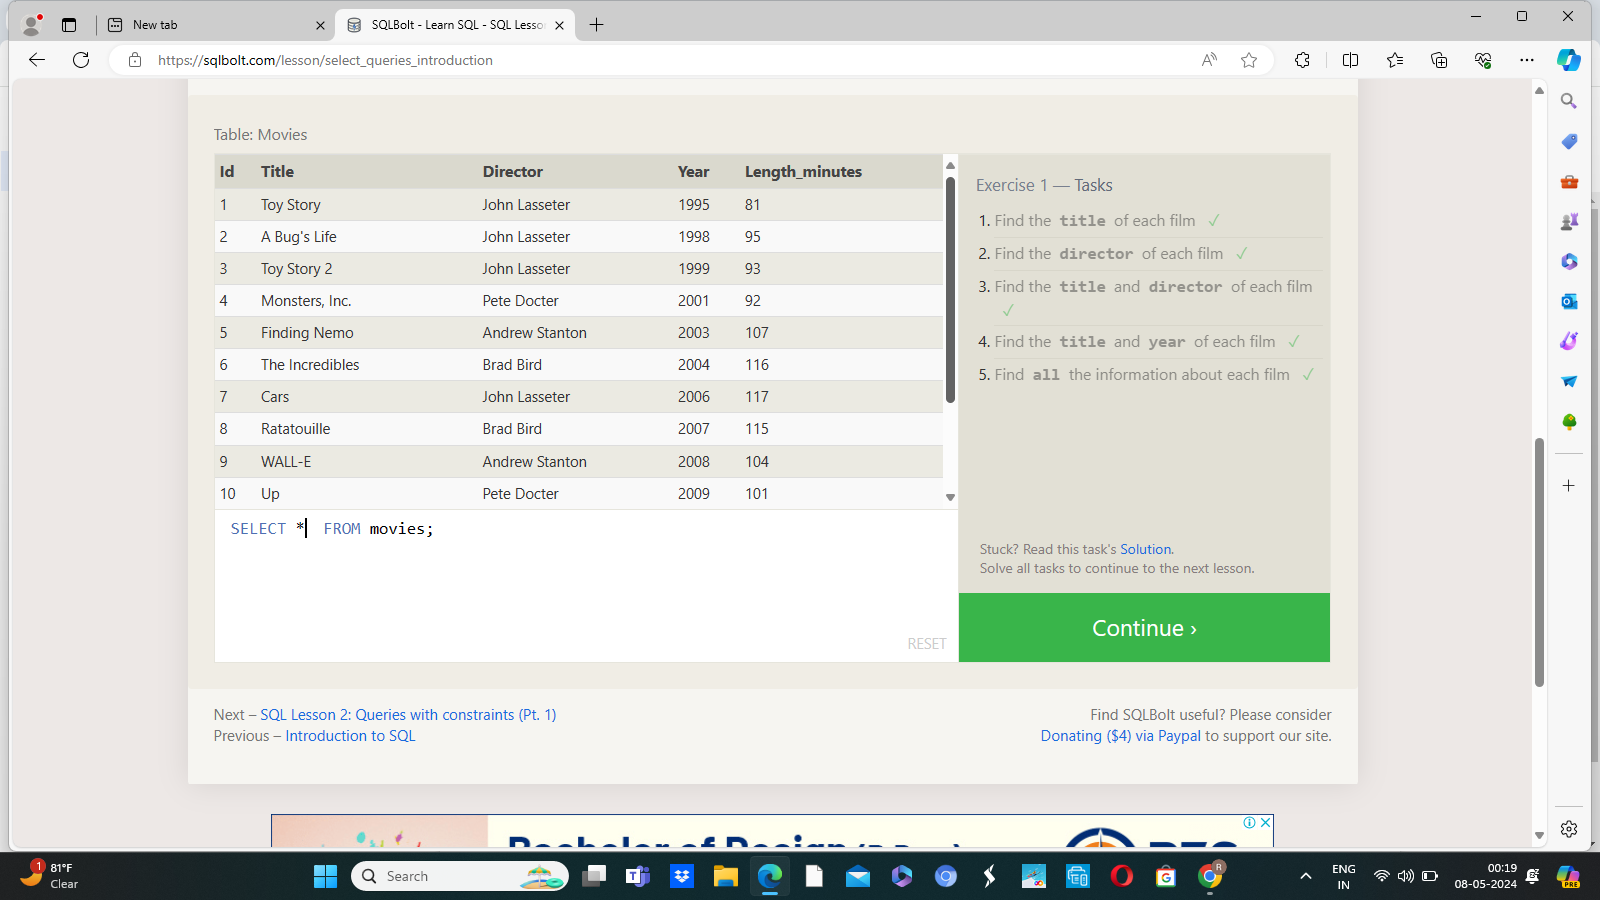 New tab
SQLBolt - Learn SQL - SQL Lesso
https://sqlbolt.com/lesson/select_queries_introduction
Table: Movies
Id Title Director Year Length_minutes
1 Toy Story John Lasseter 1995 81
2 A Bug's Life John Lasseter 1998 95
3 Toy Story 2 John Lasseter 1999 93
4 Monsters, Inc. Pete Docter 2001 92
5 Finding Nemo Andrew Stanton 2003 107
6 The Incredibles Brad Bird 2004 116
7 Cars John Lasseter 2006 117
8 Ratatouille Brad Bird 2007 115
9 WALL-E Andrew Stanton 2008 104
10 Up Pete Docter 2009 101
SELECT * FROM movies;
RESET
Exercise 1 — Tasks
1. Find the title of each film ✓
2. Find the director of each film ✓
3. Find the title and director of each film
✓
4. Find the title and year of each film ✓
5. Find all the information about each film ✓
Stuck? Read this task's Solution.
Solve all tasks to continue to the next lesson.
Continue ›
Next – SQL Lesson 2: Queries with constraints (Pt. 1)
Previous – Introduction to SQL
Find SQLBolt useful? Please consider
Donating ($4) via Paypal to support our site.
Bachelor of Design
1
81°F
Clear
Search
ENG
IN
00:19
08-05-2024
PRE
R